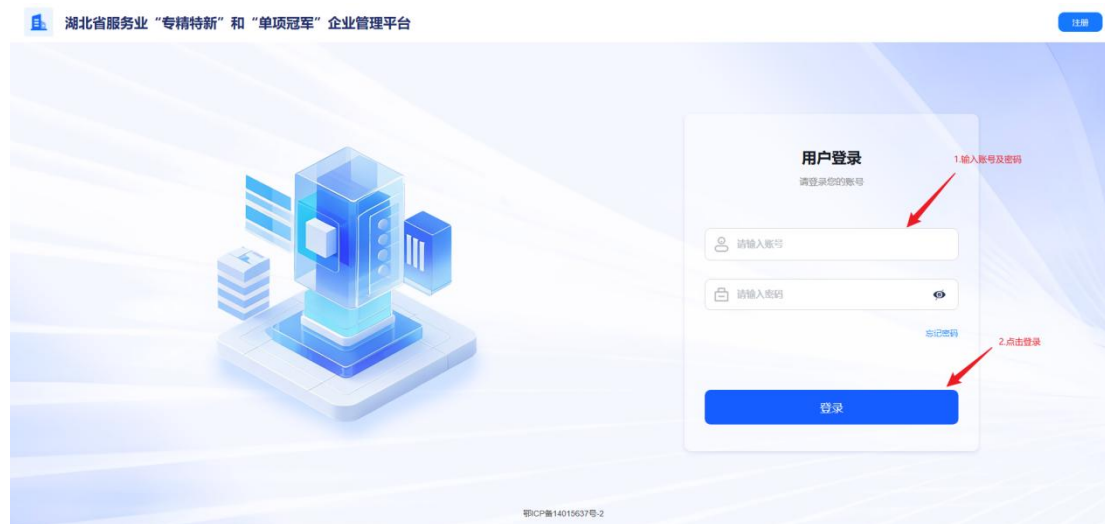 湖北省服务业“专精特新”和“单项冠军”企业管理平台
注册
用户登录
1.输入账号及密码
请登录您的账号
请输入账号
请输入密码
忘记密码
2.点击登录
登录
鄂ICP备14015637号-2